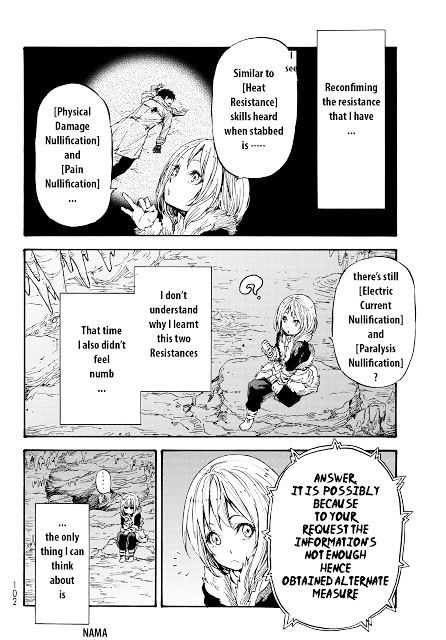 Reconfiming
the resistance
that I have
...
I
see
Similar to
[Heat
Resistance]
skills heard
when stabbed
is -----
[Physical
Damage
Nullification]
and
[Pain
Nullification]
...
there's still
[Electric
Current
Nullification]
and
[Paralysis
Nullification]
?
I don't
understand
why I learnt
this two
Resistances
That time
I also didn't
feel
numb
...
ANSWER,
IT IS POSSIBLY
BECAUSE
TO YOUR
REQUEST THE
INFORMATION'S
NOT ENOUGH
HENCE
OBTAINED ALTERNATE
MEASURE
...
...
the only
thing I can
think
about
is
102
NAMA